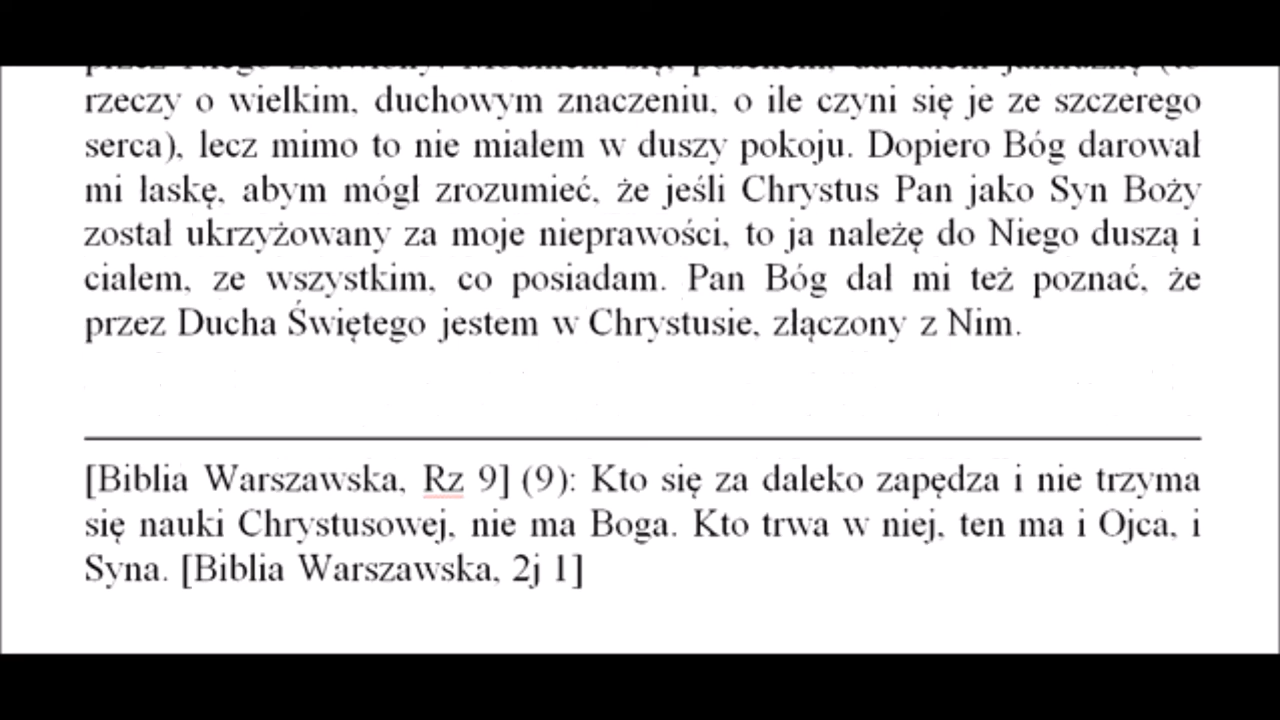 rzeczy o wielkim, duchowym znaczeniu, o ile czyni się je ze szczerego
serca), lecz mimo to nie miałem w duszy pokoju. Dopiero Bóg darował
mi łaskę, abym mógł zrozumieć, że jeśli Chrystus Pan jako Syn Boży
został ukrzyżowany za moje nieprawości, to ja należę do Niego duszą i
ciałem, ze wszystkim, co posiadam. Pan Bóg dał mi też poznać, że
przez Ducha Świętego jestem w Chrystusie, złączony z Nim.
[Biblia Warszawska, Rz 9] (9): Kto się za daleko zapędza i nie trzyma
się nauki Chrystusowej, nie ma Boga. Kto trwa w niej, ten ma i Ojca, i
Syna. [Biblia Warszawska, 2j 1]